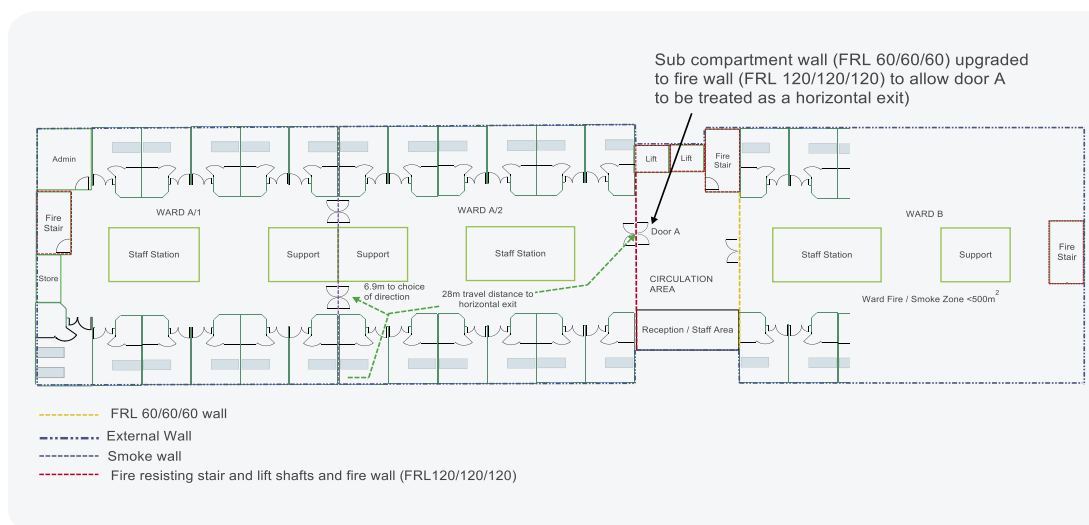 Sub compartment wall (FRL 60/60/60) upgraded
to fire wall (FRL 120/120/120) to allow door A
to be treated as a horizontal exit)
Admin
Lift
Lift
Fire
Stair
Fire
Stair
WARD A/1
WARD A/2
WARD B
Door A
Staff Station
Support
Support
Staff Station
Staff Station
Support
Fire
Stair
Store
CIRCULATION
AREA
6.9m to choice
of direction
28m travel distance to
horizontal exit
Ward Fire / Smoke Zone <500m2
Reception / Staff Area
FRL 60/60/60 wall
External Wall
Smoke wall
Fire resisting stair and lift shafts and fire wall (FRL120/120/120)